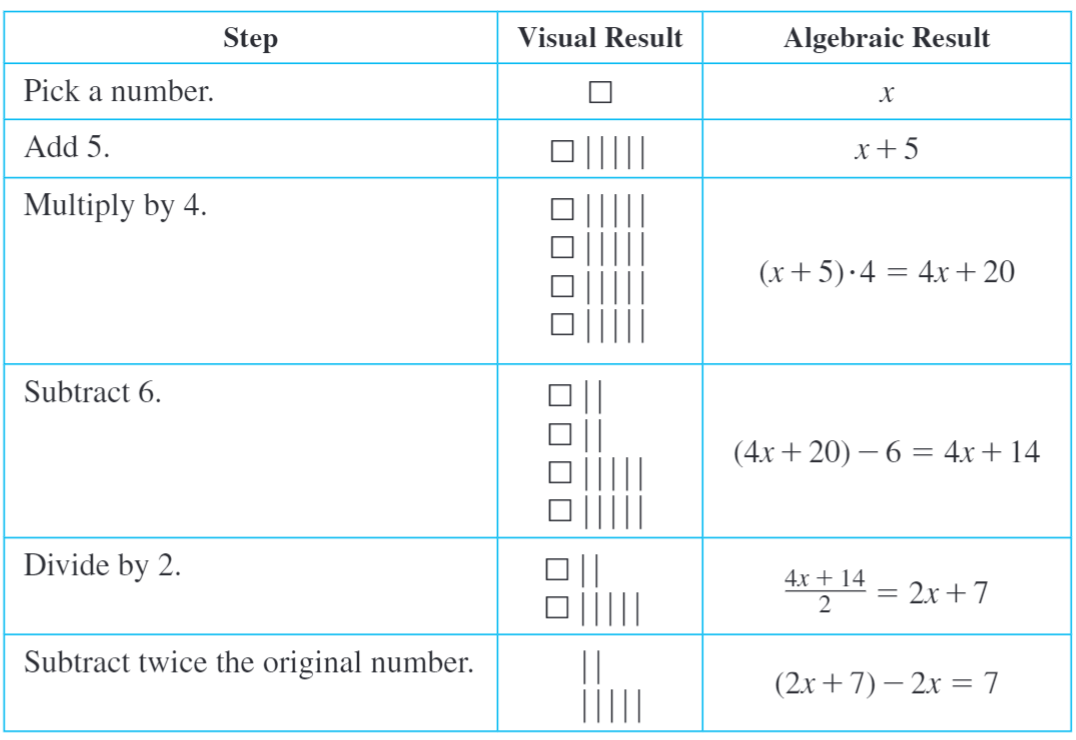 Step Visual Result Algebraic Result
Pick a number. □ x
Add 5. □||||| x + 5
Multiply by 4. □|||||
□|||||
□||||| (x + 5)·4 = 4x + 20
□|||||
Subtract 6. □||
□|| (4x + 20) − 6 = 4x + 14
□|||||
□|||||
Divide by 2. □||
□||||| \frac{4x + 14}{2} = 2x + 7
Subtract twice the original number. ||
||||| (2x + 7) − 2x = 7